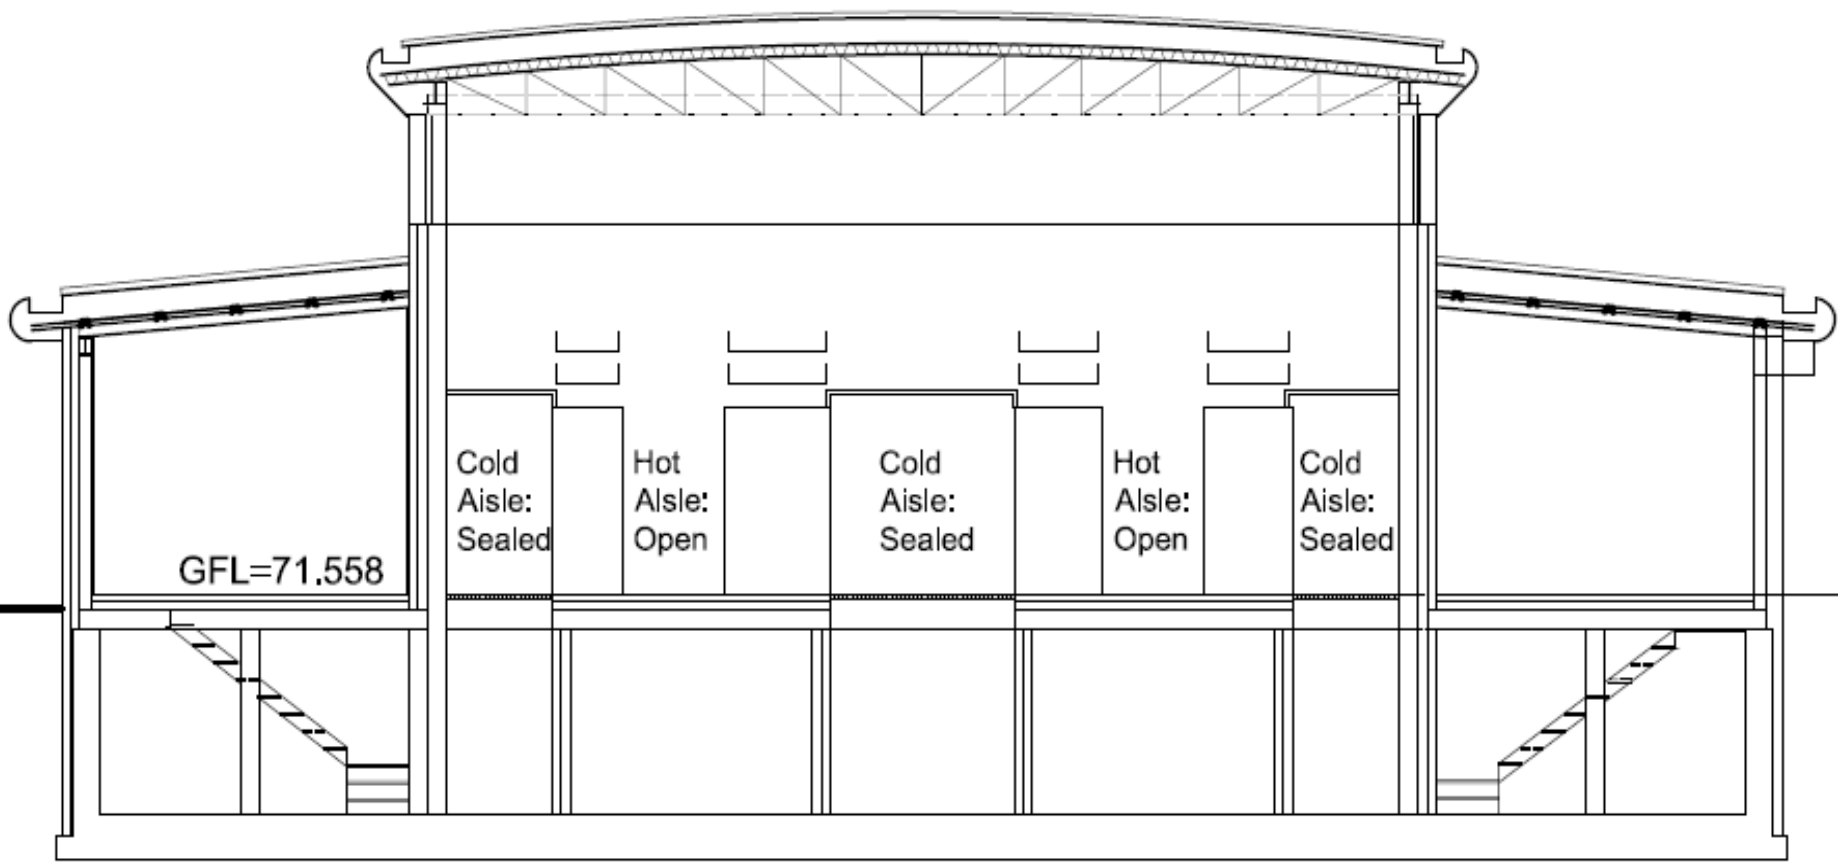 Cold
Aisle:
Sealed
Hot
AIsle:
Open
Cold
Aisle:
Sealed
Hot
AIsle:
Open
Cold
Aisle:
Sealed
GFL=71.558